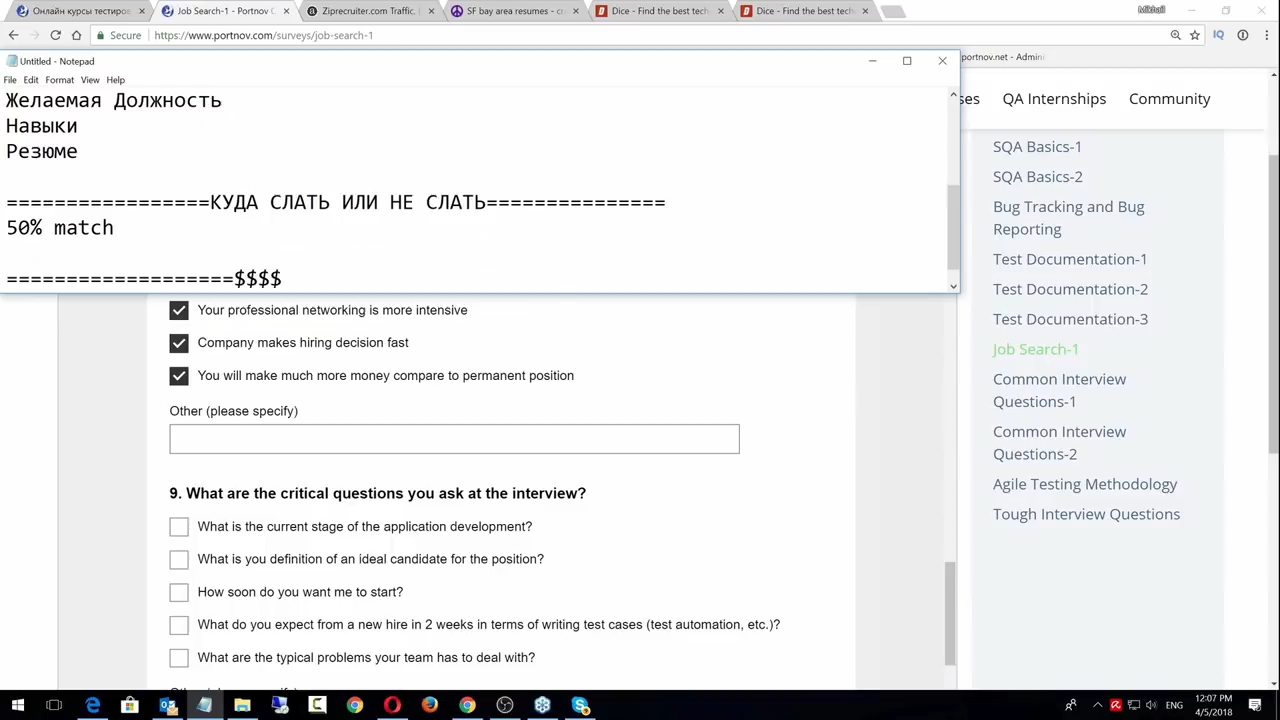 Онлайн курсы тестиров
Job Search-1 - Portnov C
Ziprecruiter.com Traffic,
SF bay area resumes - cr
Dice - Find the best tech
Dice - Find the best tech
Mikhail
Secure
https://www.portnov.com/surveys/job-search-1
Untitled - Notepad
portnov.net - Admini
File Edit Format View Help
Желаемая Должность
Навыки
Резюме
=================КУДА СЛАТЬ ИЛИ НЕ СЛАТЬ===============
50% match
===================$$$$
ses
QA Internships
Community
SQA Basics-1
SQA Basics-2
Bug Tracking and Bug
Reporting
Test Documentation-1
Test Documentation-2
Test Documentation-3
Job Search-1
Common Interview
Questions-1
Common Interview
Questions-2
Agile Testing Methodology
Tough Interview Questions
Your professional networking is more intensive
Company makes hiring decision fast
You will make much more money compare to permanent position
Other (please specify)
9. What are the critical questions you ask at the interview?
What is the current stage of the application development?
What is you definition of an ideal candidate for the position?
How soon do you want me to start?
What do you expect from a new hire in 2 weeks in terms of writing test cases (test automation, etc.)?
What are the typical problems your team has to deal with?
ENG
12:07 PM
4/5/2018